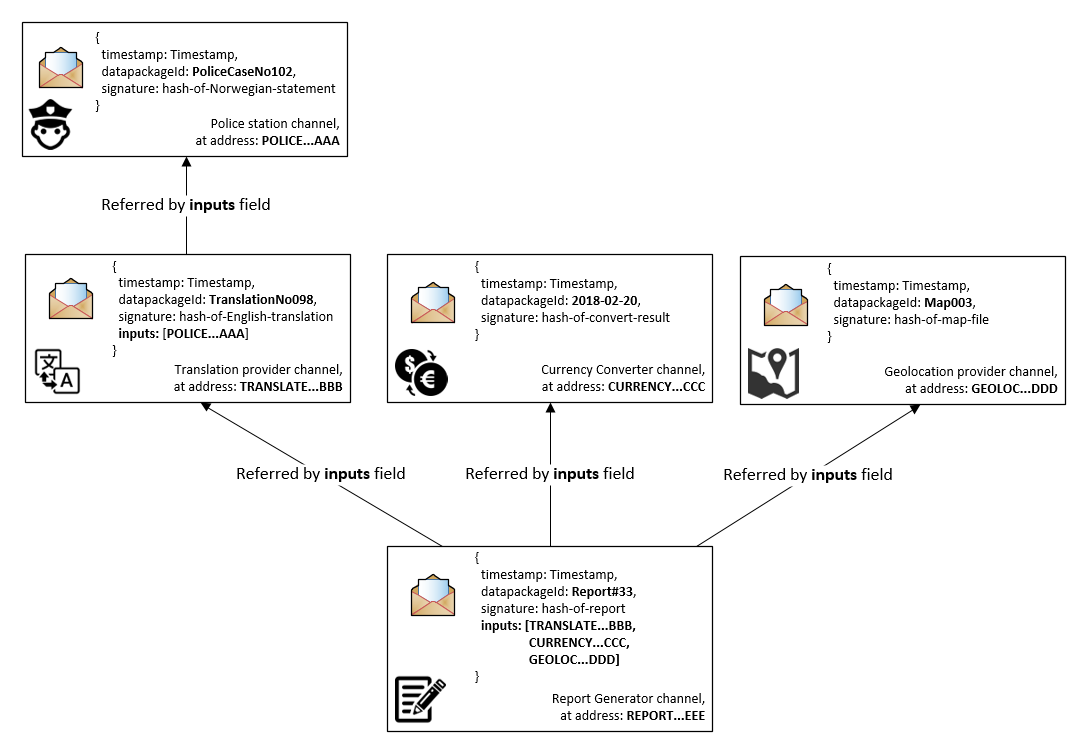 {
timestamp: Timestamp,
datapackageId: PoliceCaseNo102,
signature: hash-of-Norwegian-statement
}
Police station channel,
at address: POLICE...AAA
Referred by inputs field
{
timestamp: Timestamp,
datapackageId: TranslationNo098,
signature: hash-of-English-translation
inputs: [POLICE...AAA]
}
文
A
Translation provider channel,
at address: TRANSLATE...BBB
{
timestamp: Timestamp,
datapackageId: 2018-02-20,
signature: hash-of-convert-result
}
$
€
Currency Converter channel,
at address: CURRENCY...CCC
{
timestamp: Timestamp,
datapackageId: Map003,
signature: hash-of-map-file
}
Geolocation provider channel,
at address: GEOLOC...DDD
Referred by inputs field
Referred by inputs field
Referred by inputs field
{
timestamp: Timestamp,
datapackageId: Report#33,
signature: hash-of-report
inputs: [TRANSLATE...BBB,
CURRENCY...CCC,
GEOLOC...DDD]
}
Report Generator channel,
at address: REPORT...EEE